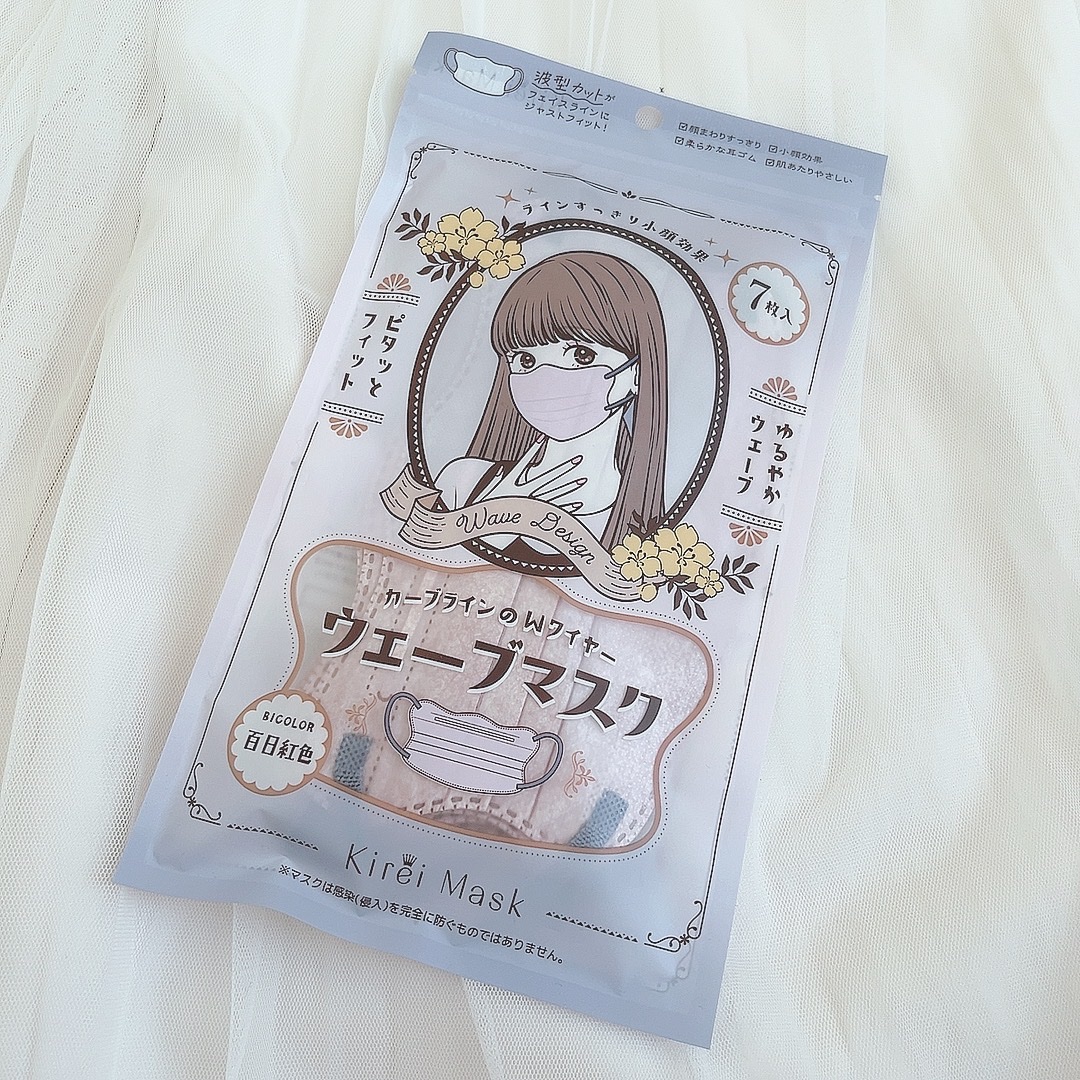 波型カットが
フェイスラインに
ジャストフィット！
☑顔まわりすっきり ☑小顔効果
☑柔らかな耳ゴム ☑肌あたりやさしい
ラインすっきり小顔効果
7枚入
ピタッと
フィット
ゆるやか
ウエーブ
Wave Design
カーブラインのWワイヤー
ウエーブマスク
BICOLOR
百日紅色
Kirei Mask
※マスクは感染(侵入)を完全に防ぐものではありません。